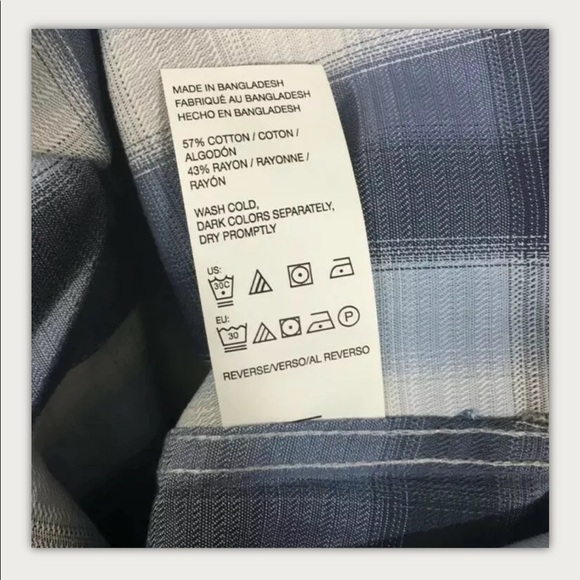 MADE IN BANGLADESH
FABRIQUÉ AU BANGLADESH
HECHO EN BANGLADESH
57% COTTON / COTON /
ALGODÓN
43% RAYON / RAYONNE /
RAYÓN
WASH COLD,
DARK COLORS SEPARATELY,
DRY PROMPTLY
US:
30C
EU:
30
P
REVERSE/VERSO/AL REVERSO